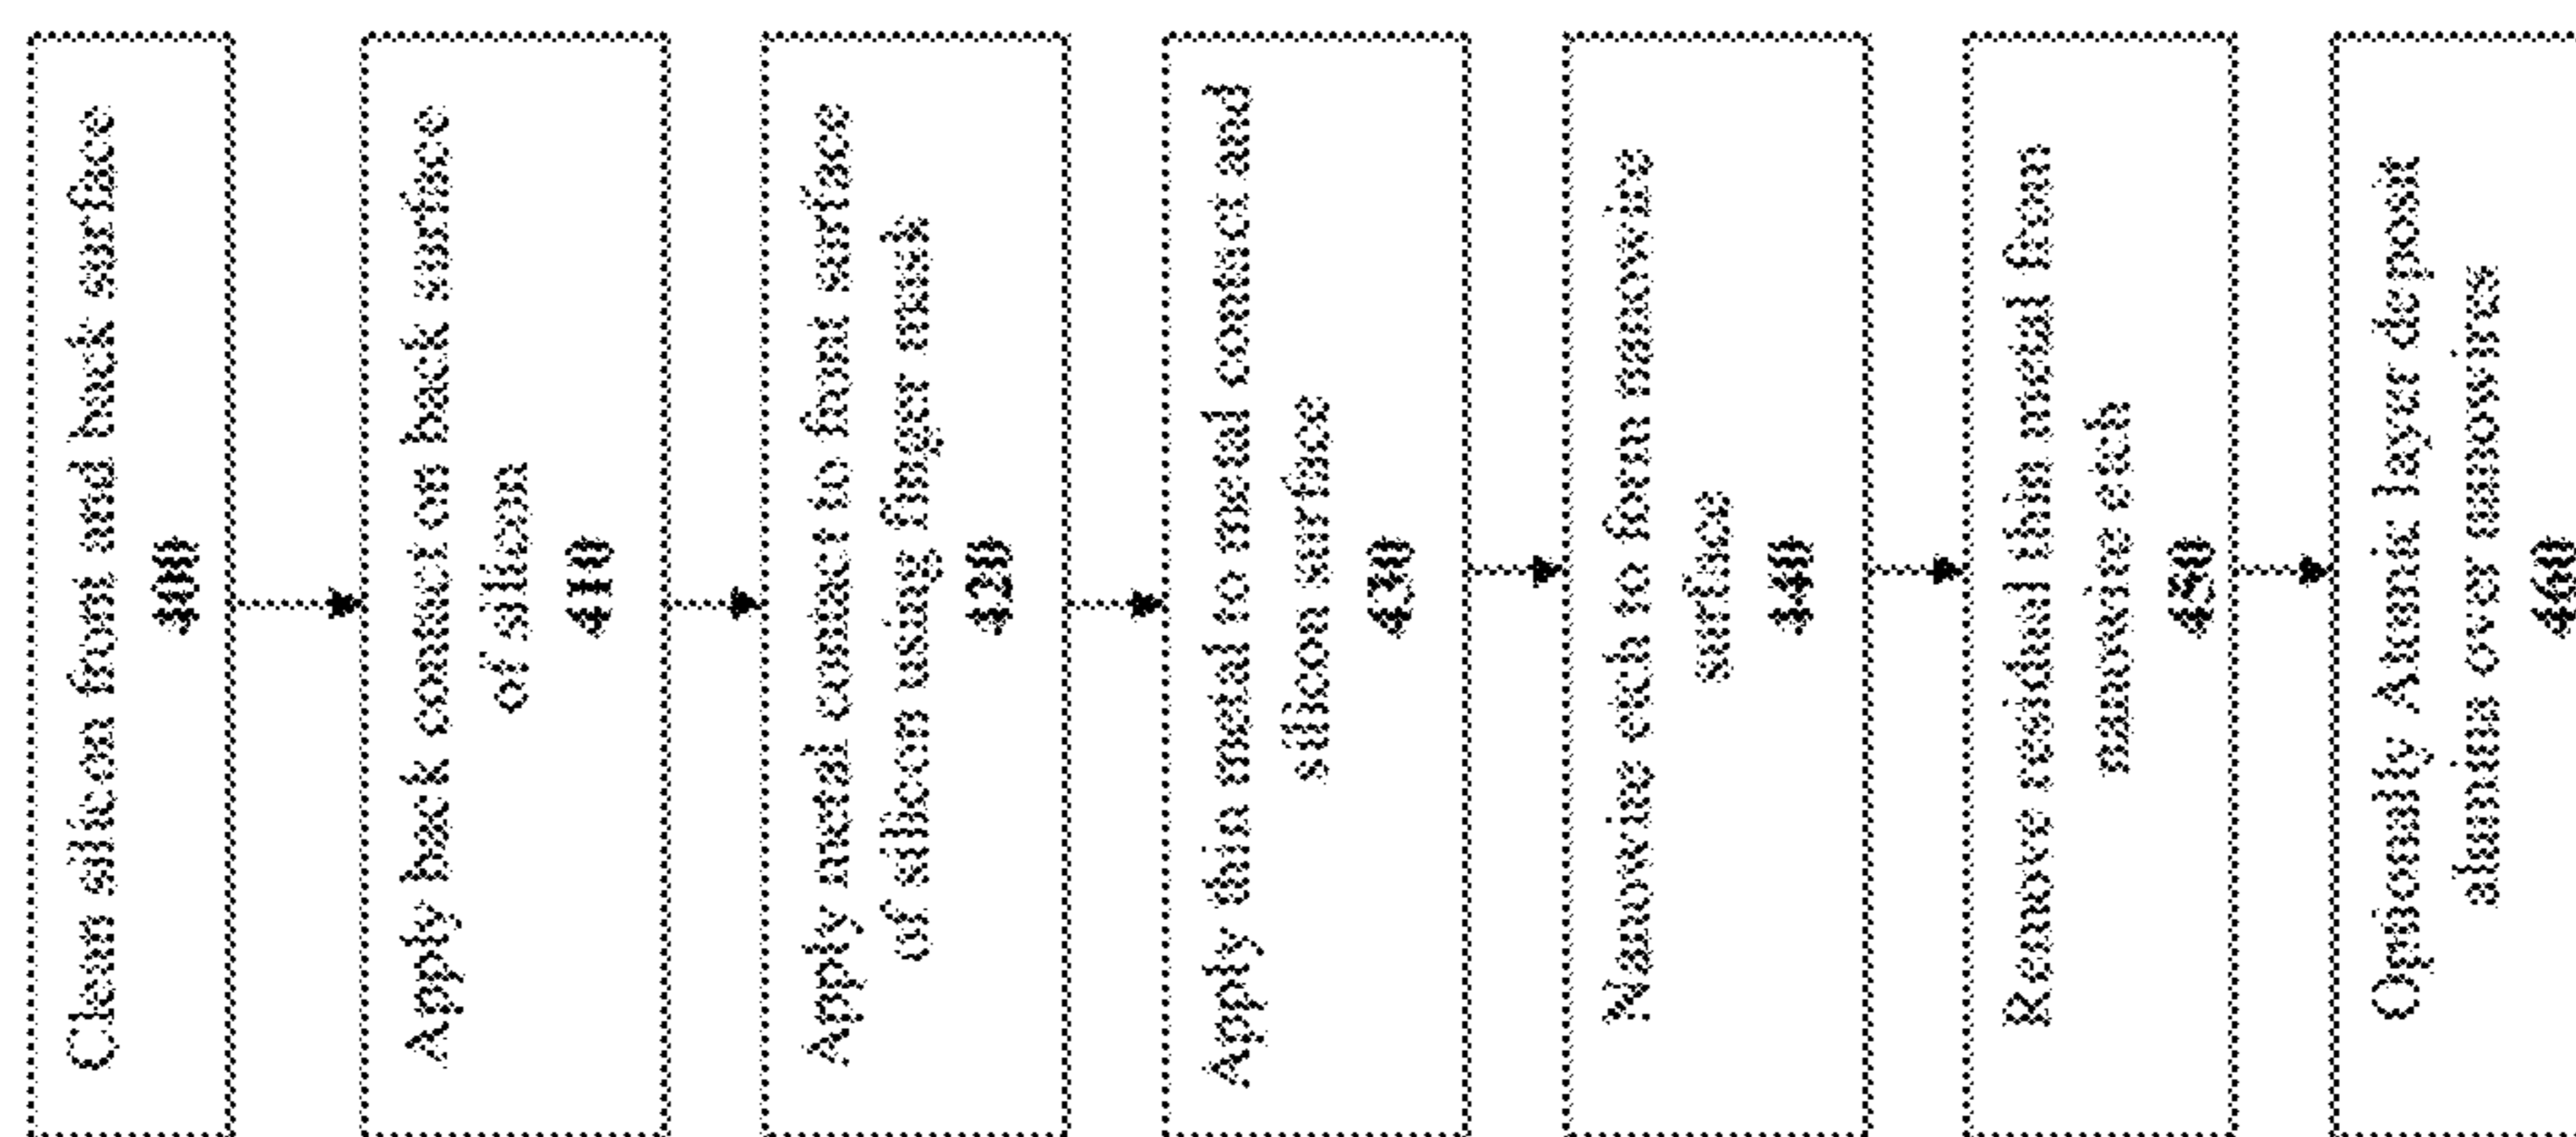 Clean silicon front and back surface
400
Apply back contact on back surface
of silicon
410
Apply metal contact to front surface
of silicon using finger mask
420
Apply thin metal to metal contact and
silicon surface
430
Nanowire etch to form nanowire
surface
440
Remove residual thin metal from
nanowire etch
450
Optionally Atomic layer deposit
alumina over nanowires
460